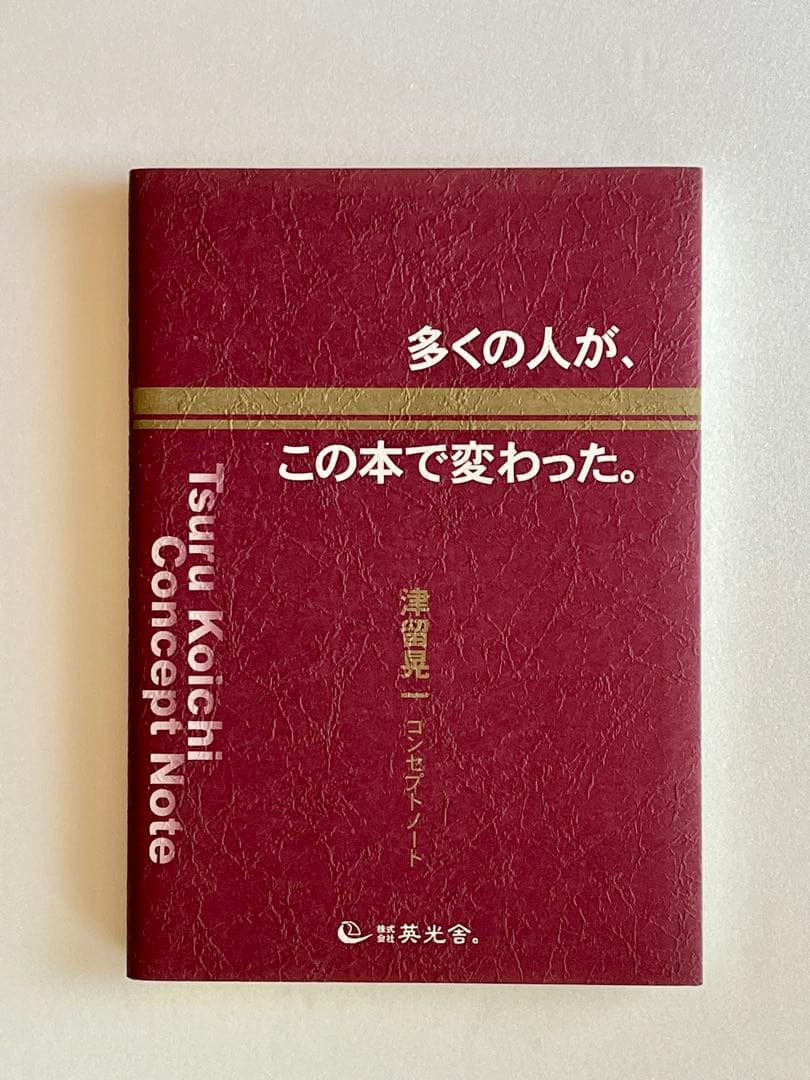 多くの人が、
この本で変わった。
Tsuru Koichi
Concept Note
津留晃一 コンセプトノート
株式会社 英光舎。